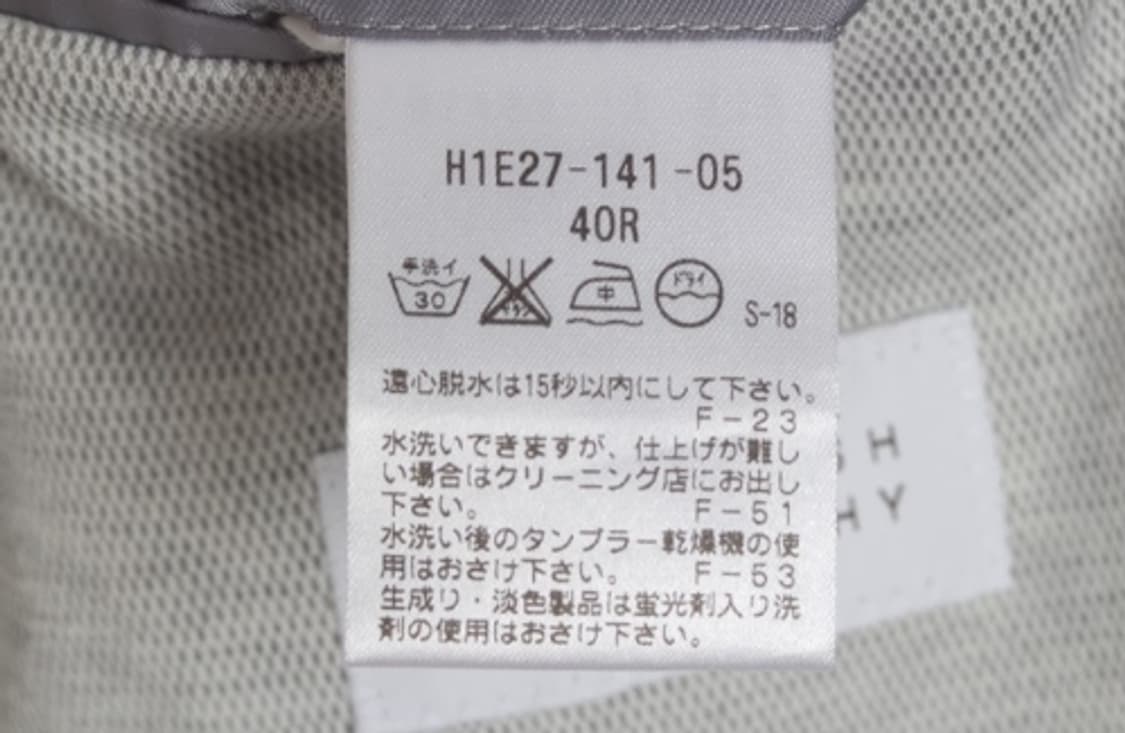 H1E27-141-05
40R
手洗イ
30
中
ドライ
S-18
遠心脱水は15秒以内にして下さい。
F-23
水洗いできますが、仕上げが難し
い場合はクリーニング店にお出し
下さい。 F-51
水洗い後のタンブラー乾燥機の使
用はおさけ下さい。 F-53
生成り・淡色製品は蛍光剤入り洗
剤の使用はおさけ下さい。
H
HY